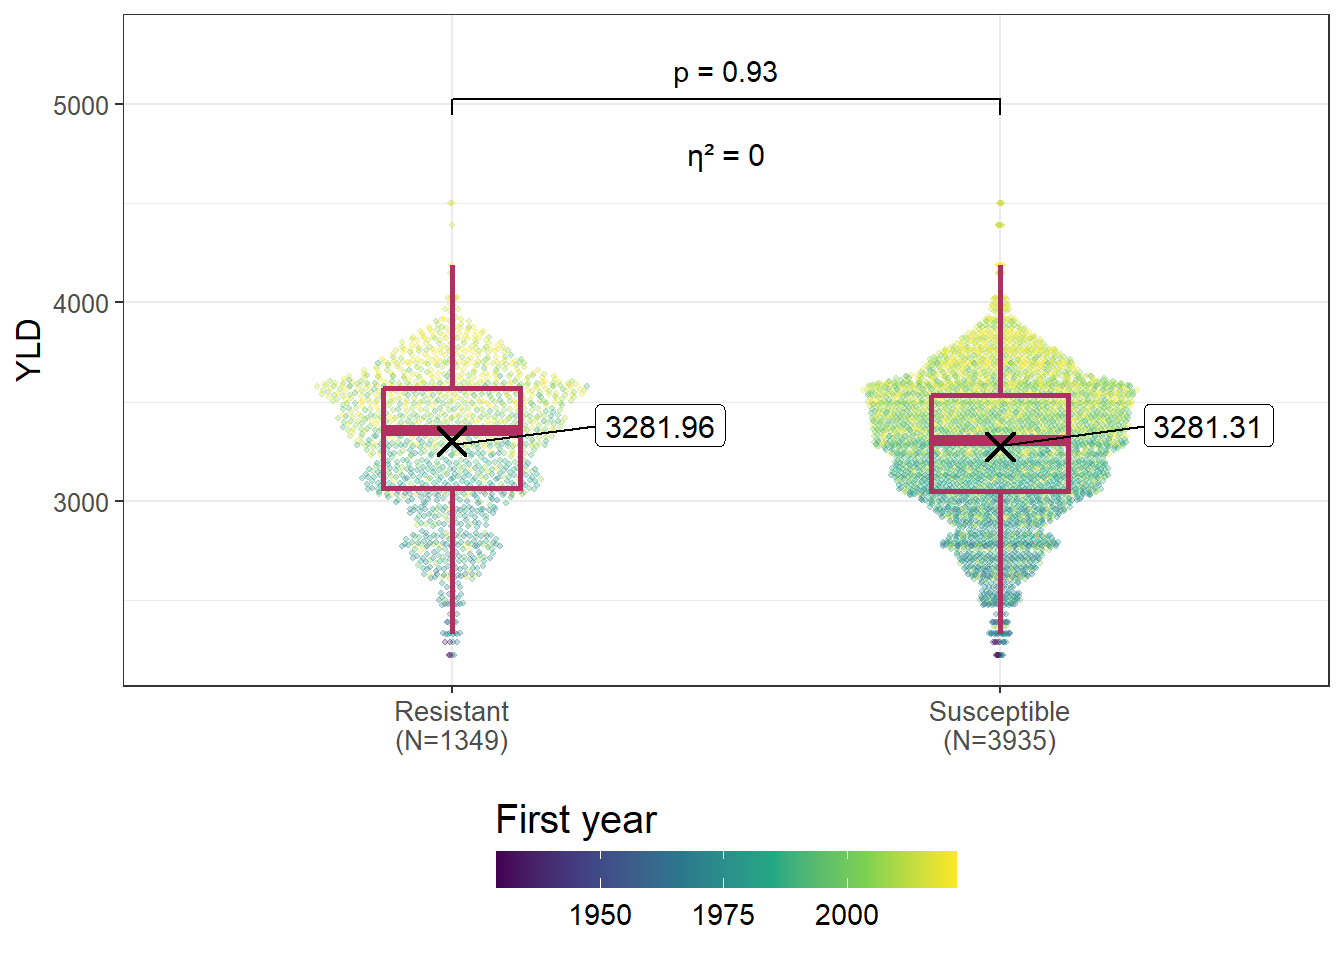 p = 0.93
η² = 0
5000
4000
3000
YLD
3281.96
3281.31
Resistant
(N=1349)
Susceptible
(N=3935)
First year
1950
1975
2000